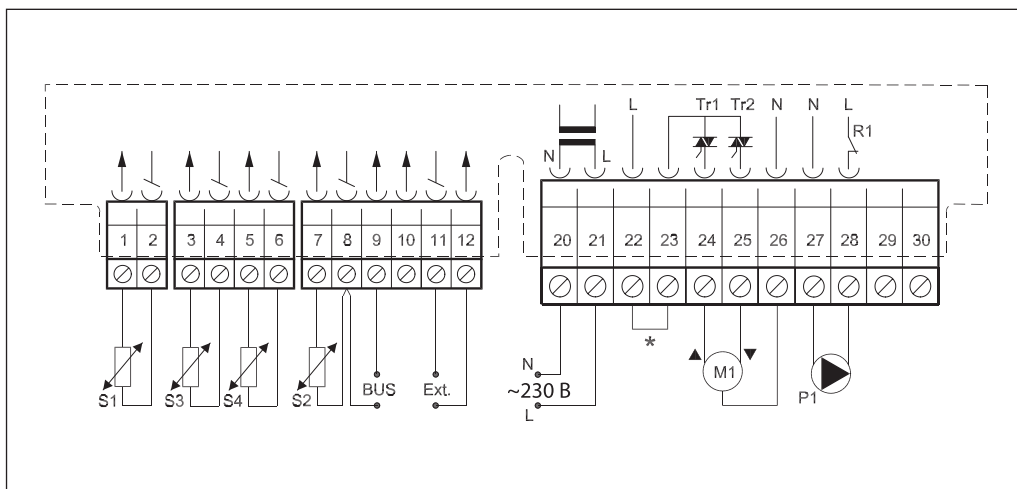 L Tr1 Tr2 N N L
R1
N L
1 2 3 4 5 6 7 8 9 10 11 12
20 21 22 23 24 25 26 27 28 29 30
*
S1 S3 S4 S2 BUS Ext.
N
~230 В
L
M1
P1